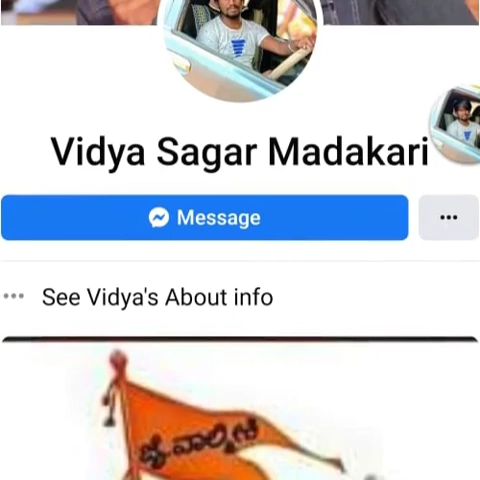 Vidya Sagar Madakari
Message
See Vidya's About info
ಜೈ ವಾಲ್ಮೀಕಿ